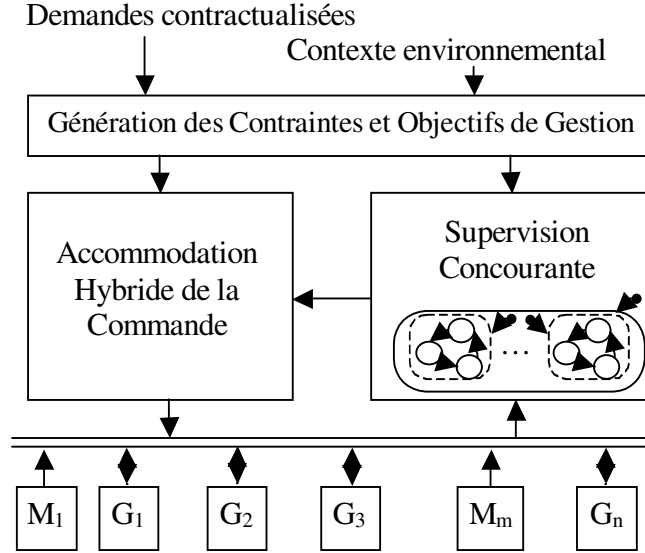 Demandes contractualisées
Contexte environnemental
Génération des Contraintes et Objectifs de Gestion
Accommodation
Hybride de la
Commande
Supervision
Concourante
...
M1 G1 G2 G3 Mm Gn